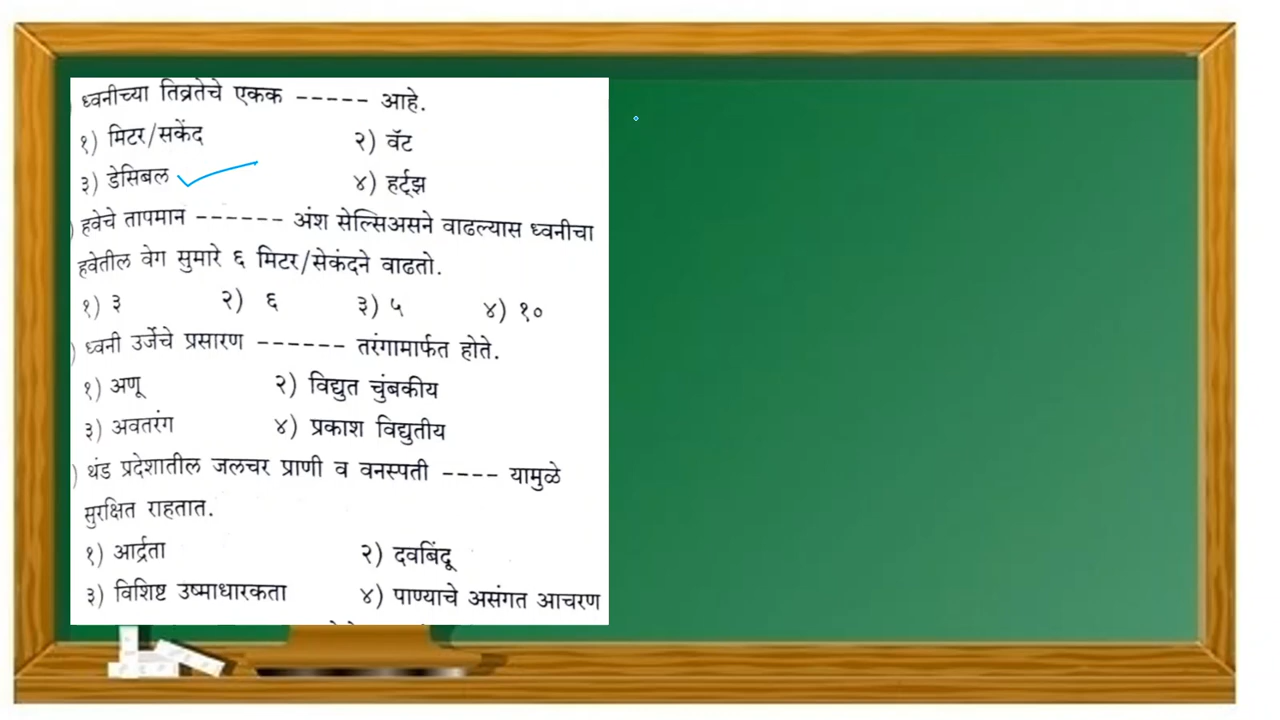 ध्वनीच्या तिव्रतेचे एकक ----- आहे.
१) मिटर/सकेंद २) वॅट
३) डेसिबल ४) हर्ट्झ
हवेचे तापमान ------ अंश सेल्सिअसने वाढल्यास ध्वनीचा
हवेतील वेग सुमारे ६ मिटर/सेकंदने वाढतो.
१) ३ २) ६ ३) ५ ४) १०
ध्वनी उर्जेचे प्रसारण ------ तरंगामार्फत होते.
१) अणू २) विद्युत चुंबकीय
३) अवतरंग ४) प्रकाश विद्युतीय
) थंड प्रदेशातील जलचर प्राणी व वनस्पती ---- यामुळे
सुरक्षित राहतात.
१) आर्द्रता २) दवबिंदू
३) विशिष्ट उष्माधारकता ४) पाण्याचे असंगत आचरण